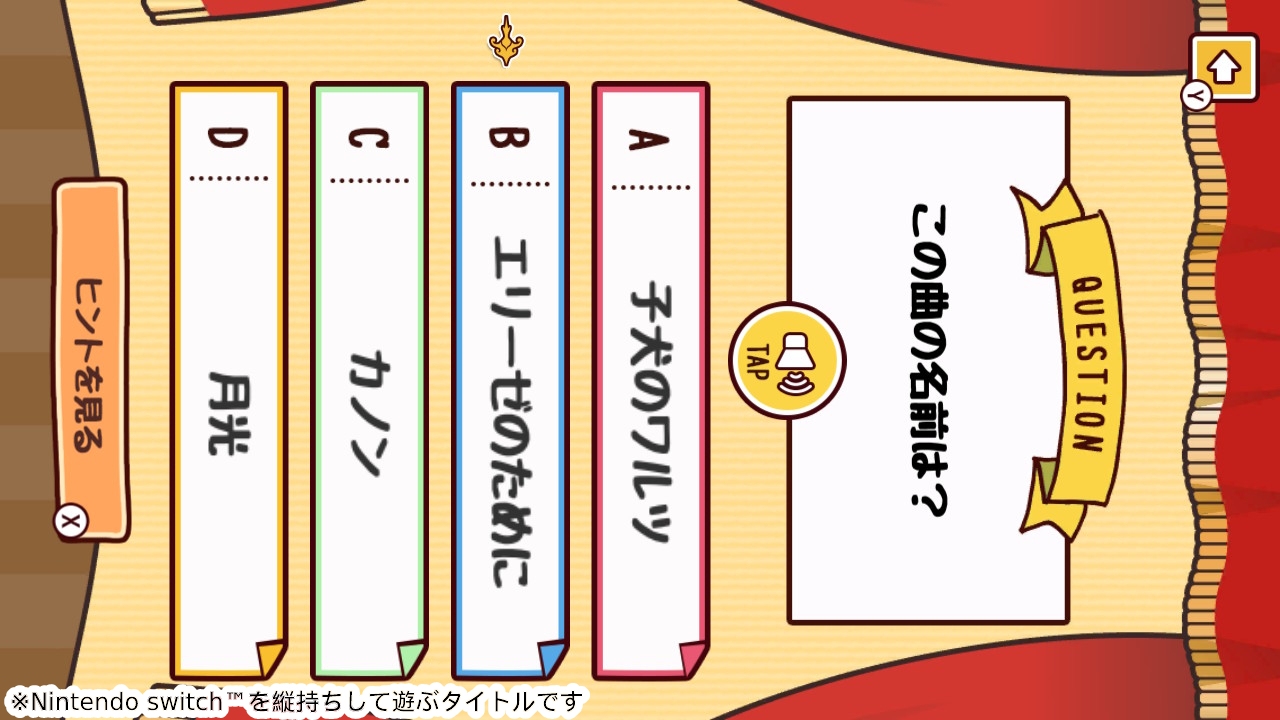 QUESTION
この曲の名前は?
TAP
A 子犬のワルツ
B エリーゼのために
C カノン
D 月光
ヒントを見る
X
Y
※Nintendo switch™を縦持ちして遊ぶタイトルです